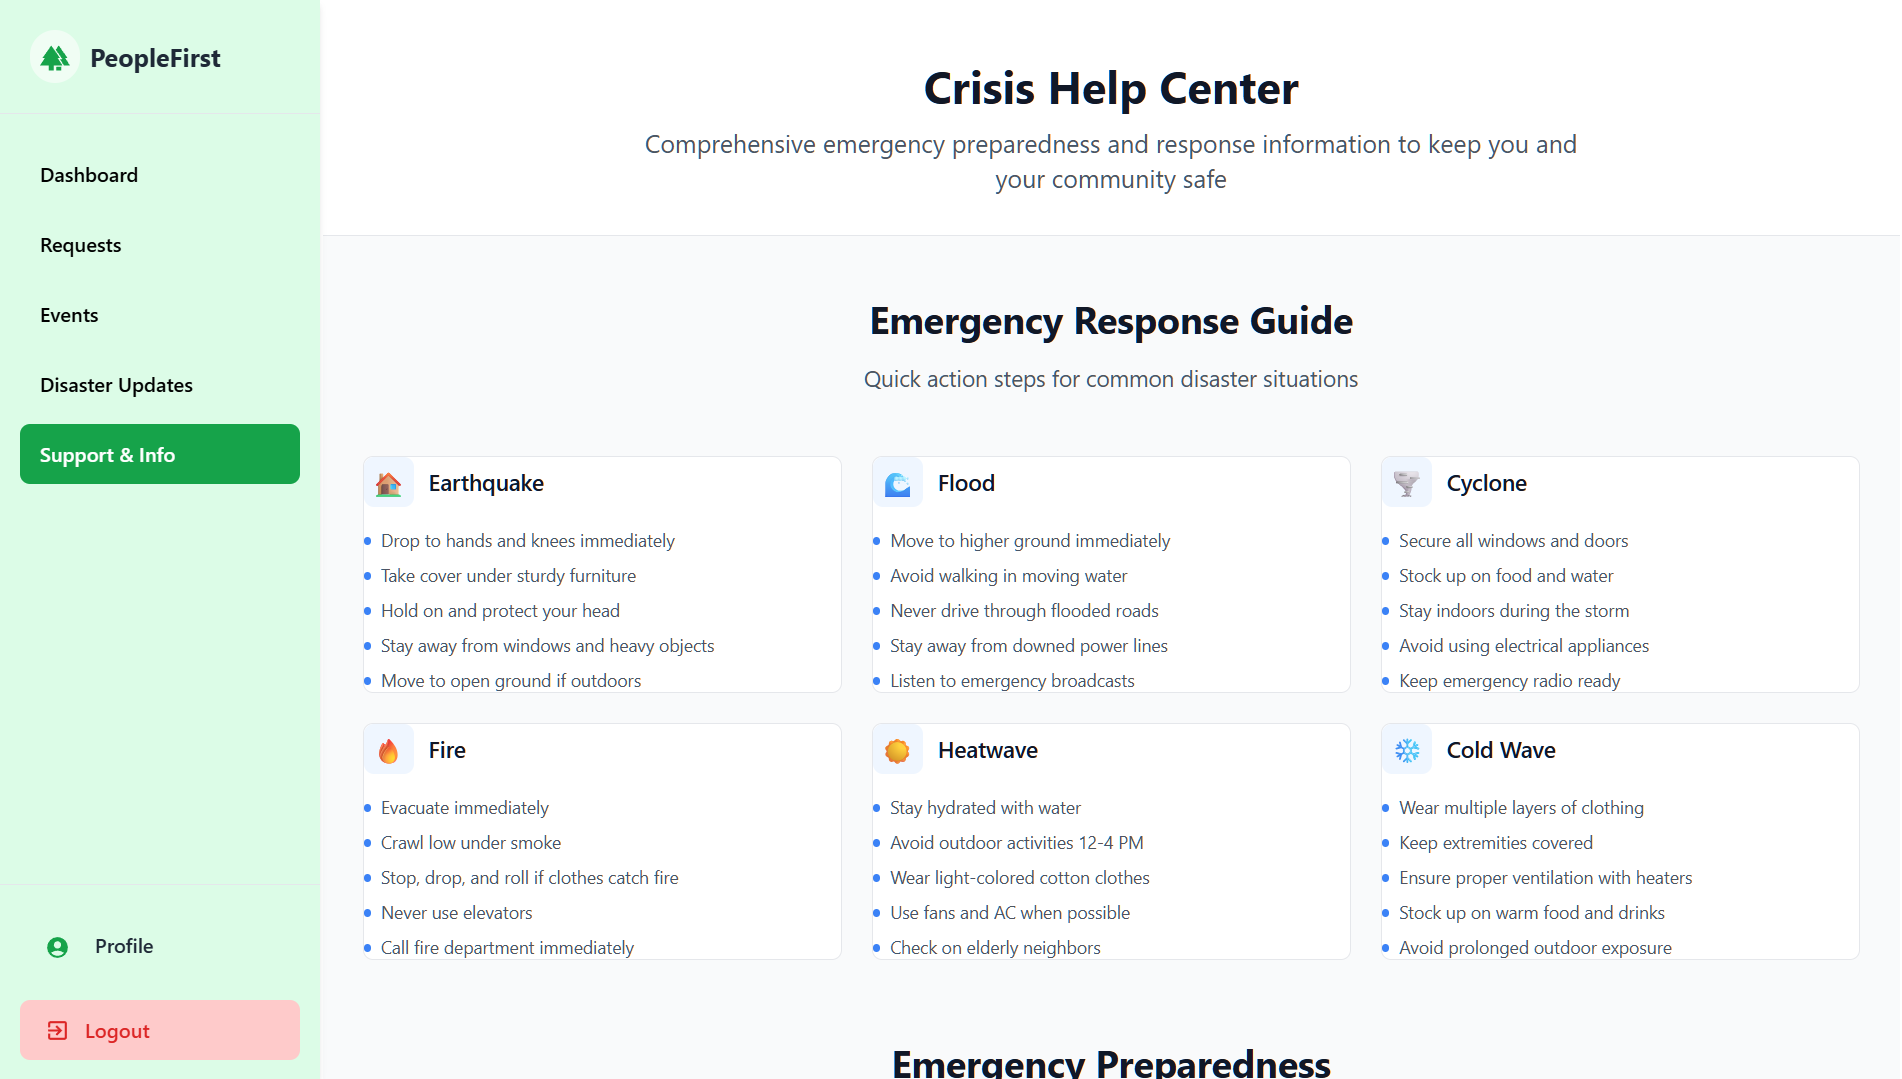 PeopleFirst
Dashboard
Requests
Events
Disaster Updates
Support & Info
Profile
Logout
Crisis Help Center
Comprehensive emergency preparedness and response information to keep you and
your community safe
Emergency Response Guide
Quick action steps for common disaster situations
Earthquake
Drop to hands and knees immediately
Take cover under sturdy furniture
Hold on and protect your head
Stay away from windows and heavy objects
Move to open ground if outdoors
Flood
Move to higher ground immediately
Avoid walking in moving water
Never drive through flooded roads
Stay away from downed power lines
Listen to emergency broadcasts
Cyclone
Secure all windows and doors
Stock up on food and water
Stay indoors during the storm
Avoid using electrical appliances
Keep emergency radio ready
Fire
Evacuate immediately
Crawl low under smoke
Stop, drop, and roll if clothes catch fire
Never use elevators
Call fire department immediately
Heatwave
Stay hydrated with water
Avoid outdoor activities 12-4 PM
Wear light-colored cotton clothes
Use fans and AC when possible
Check on elderly neighbors
Cold Wave
Wear multiple layers of clothing
Keep extremities covered
Ensure proper ventilation with heaters
Stock up on warm food and drinks
Avoid prolonged outdoor exposure
Emergency Preparedness